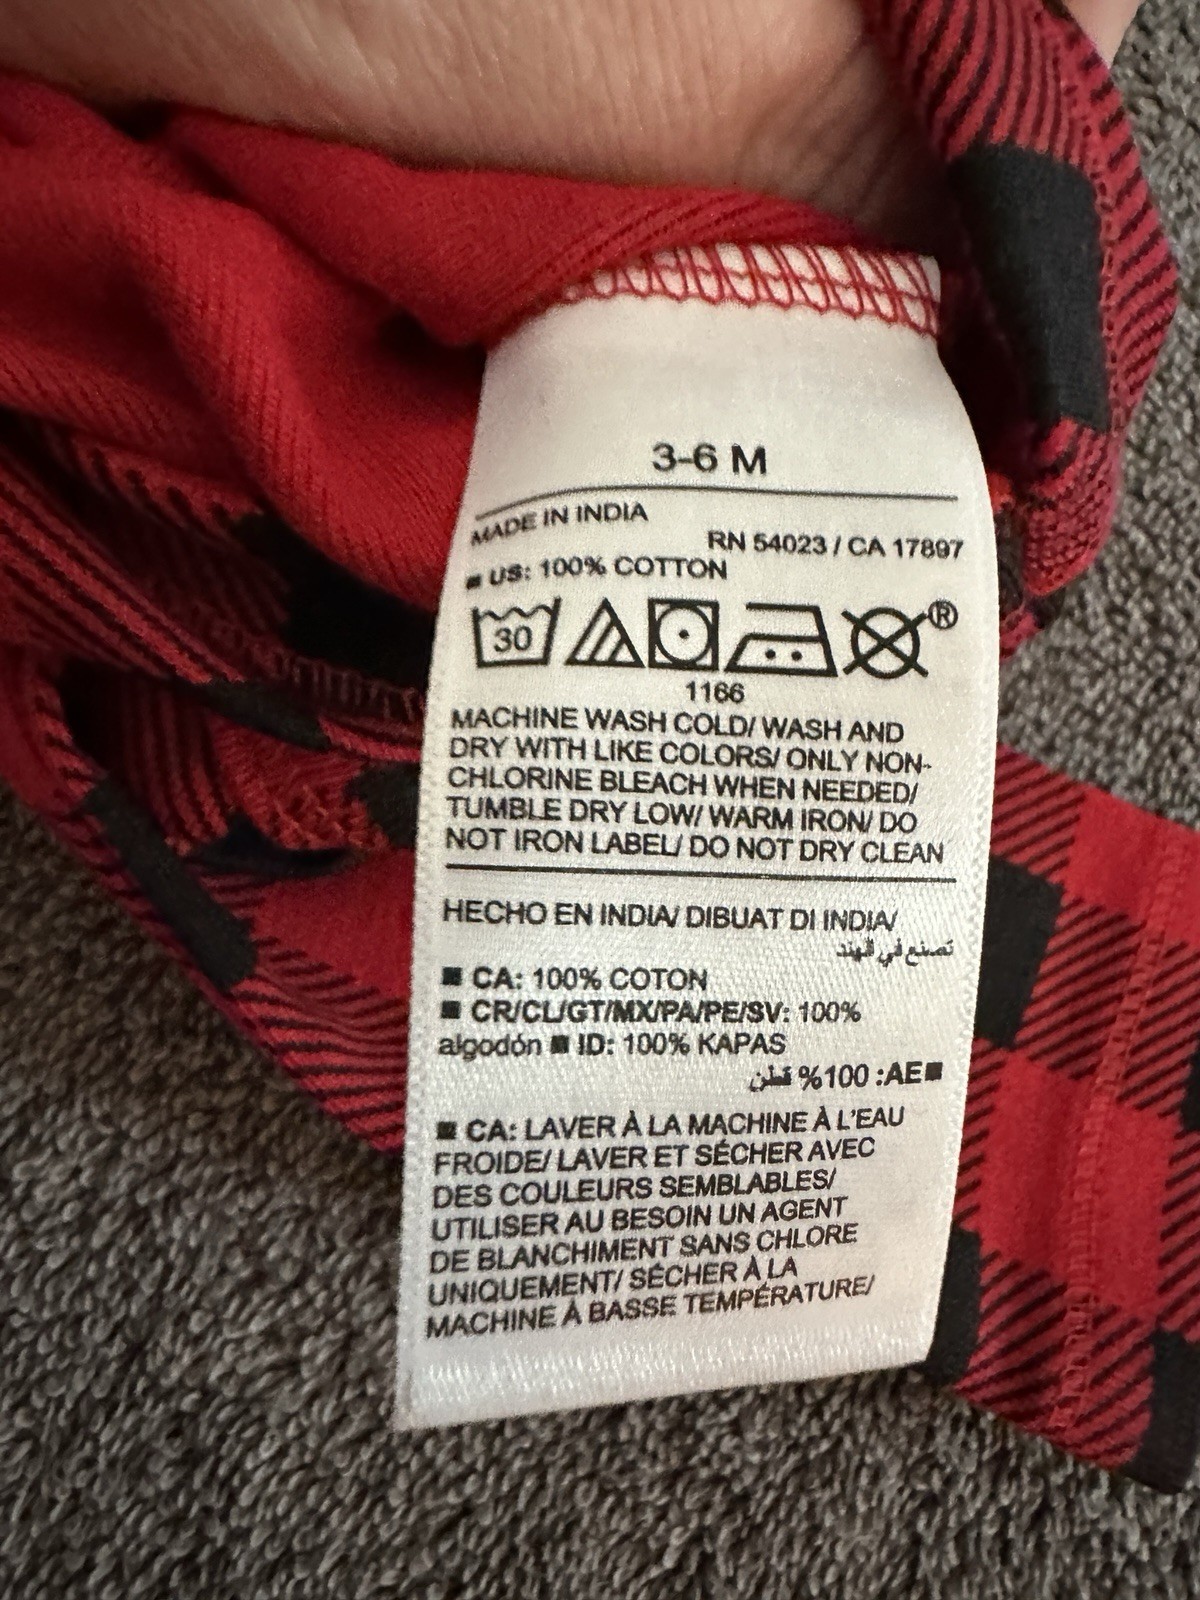 3-6 M
MADE IN INDIA
RN 54023 / CA 17897
■ US: 100% COTTON
30
®
1166
MACHINE WASH COLD/ WASH AND
DRY WITH LIKE COLORS/ ONLY NON-
CHLORINE BLEACH WHEN NEEDED/
TUMBLE DRY LOW/ WARM IRON/ DO
NOT IRON LABEL/ DO NOT DRY CLEAN
HECHO EN INDIA/ DIBUAT DI INDIA/
تصنع في الهند
■ CA: 100% COTON
■ CR/CL/GT/MX/PA/PE/SV: 100%
algodón ■ ID: 100% KAPAS
■AE: 100% قطن
■ CA: LAVER À LA MACHINE À L'EAU
FROIDE/ LAVER ET SÉCHER AVEC
DES COULEURS SEMBLABLES/
UTILISER AU BESOIN UN AGENT
DE BLANCHIMENT SANS CHLORE
UNIQUEMENT/ SÉCHER À LA
MACHINE À BASSE TEMPÉRATURE/